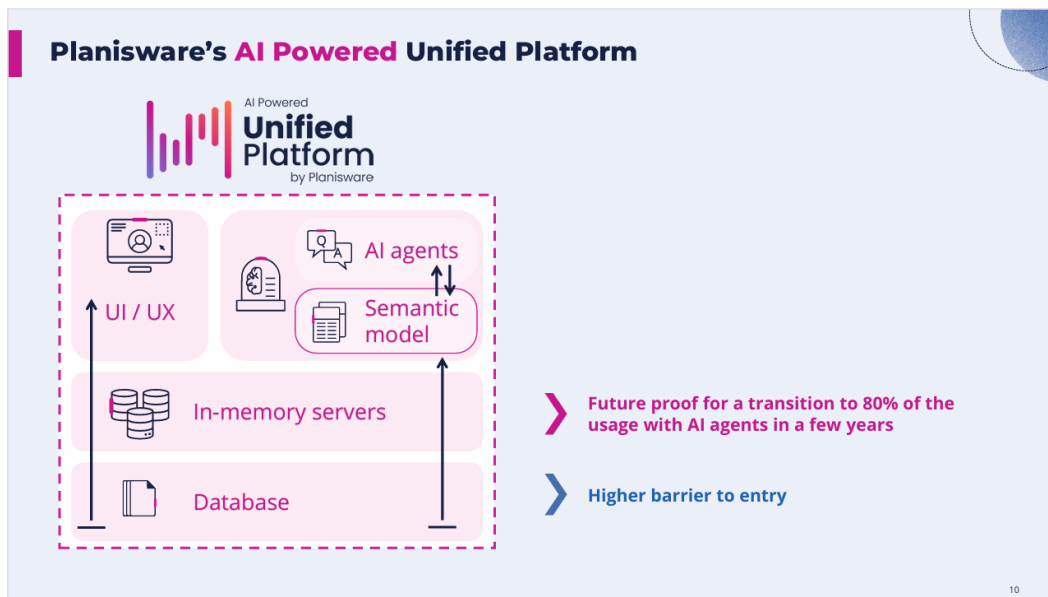 Planisware's AI Powered Unified Platform
AI Powered
Unified
Platform
by Planisware
Q
A
AI agents
UI / UX
Semantic
model
In-memory servers
Database
Future proof for a transition to 80% of the
usage with AI agents in a few years
Higher barrier to entry
10